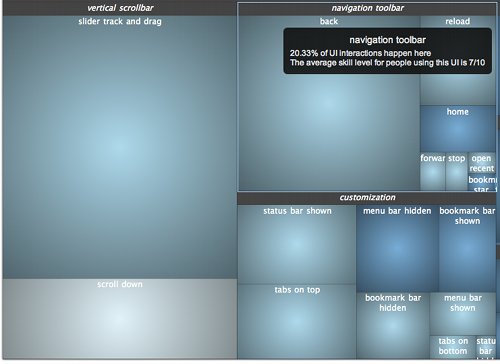 vertical scrollbar
slider track and drag
scroll down
navigation toolbar
back
reload
navigation toolbar
20.33% of UI interactions happen here
The average skill level for people using this UI is 7/10
home
forwar
stop
open
recent
bookm
star
customization
status bar shown
menu bar hidden
bookmark bar
shown
tabs on top
bookmark bar
hidden
menu bar
shown
tabs on
bottom
statu
bar